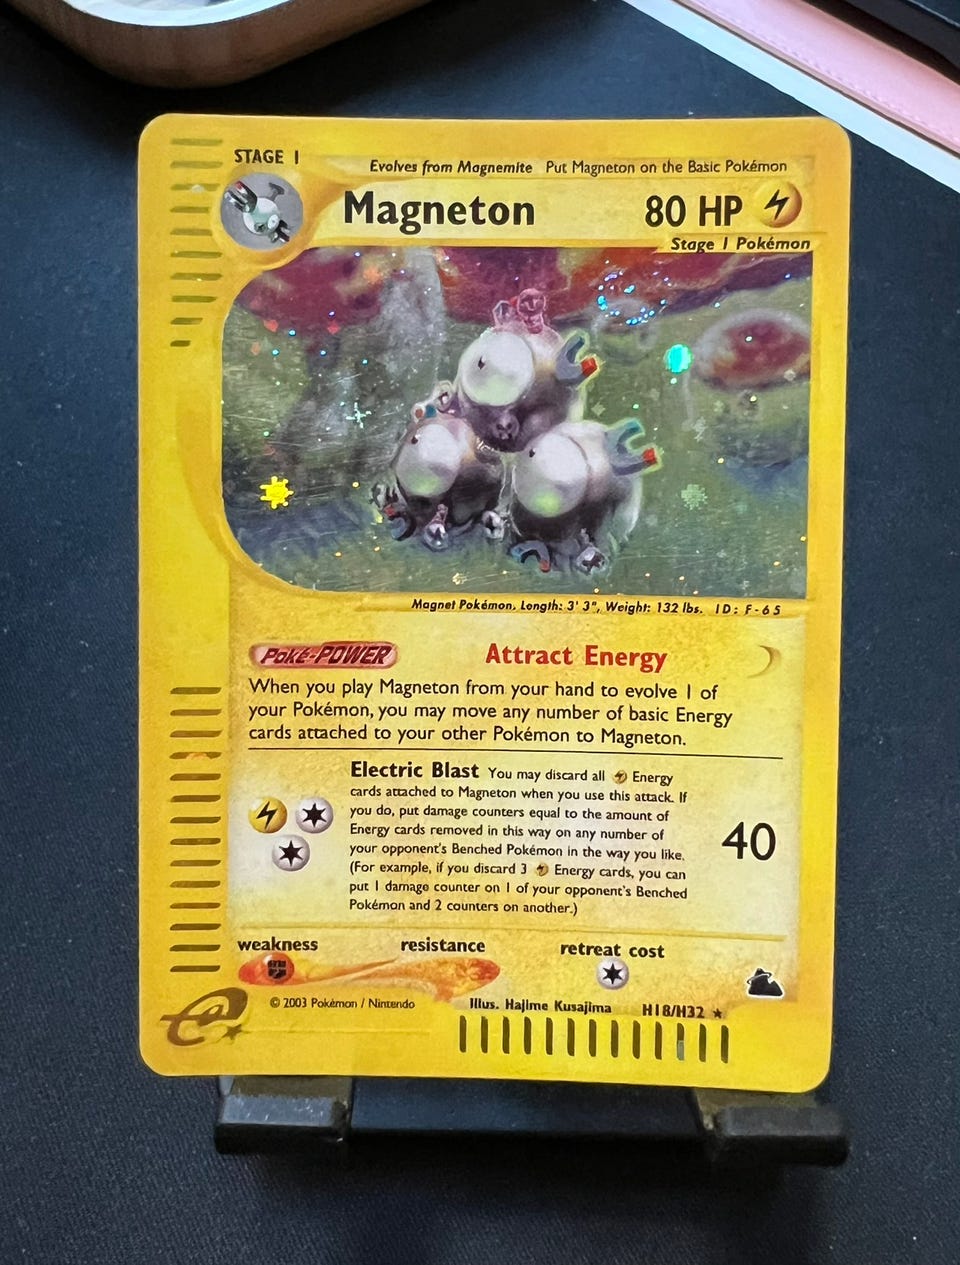 STAGE 1
Evolves from Magnemite Put Magneton on the Basic Pokémon
Magneton 80 HP
Stage 1 Pokémon
Magnet Pokémon, Length: 3' 3", Weight: 132 lbs. ID: F-65
Poké-POWER Attract Energy
When you play Magneton from your hand to evolve 1 of
your Pokémon, you may move any number of basic Energy
cards attached to your other Pokémon to Magneton.
Electric Blast You may discard all Energy
cards attached to Magneton when you use this attack. If
you do, put damage counters equal to the amount of
Energy cards removed in this way on any number of
your opponent's Benched Pokémon in the way you like.
(For example, if you discard 3 Energy cards, you can
put 1 damage counter on 1 of your opponent's Benched
Pokémon and 2 counters on another.)
40
weakness resistance retreat cost
e
© 2003 Pokémon / Nintendo Illus. Hajime Kusajima H18/H32 ★